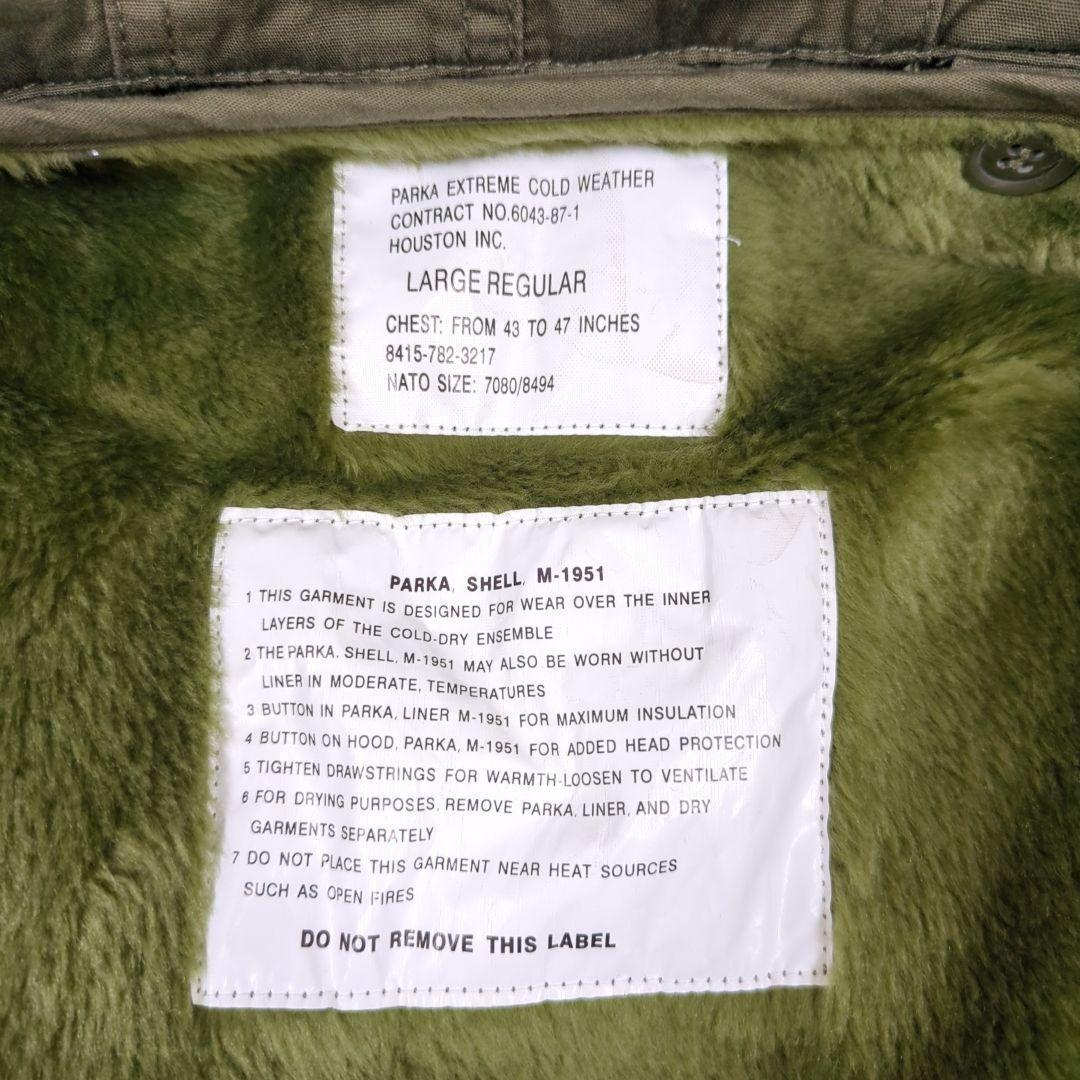 PARKA EXTREME COLD WEATHER
CONTRACT NO.6043-87-1
HOUSTON INC.
LARGE REGULAR
CHEST: FROM 43 TO 47 INCHES
8415-782-3217
NATO SIZE: 7080/8494
PARKA, SHELL, M-1951
1 THIS GARMENT IS DESIGNED FOR WEAR OVER THE INNER
LAYERS OF THE COLD-DRY ENSEMBLE
2 THE PARKA. SHELL, M-1951 MAY ALSO BE WORN WITHOUT
LINER IN MODERATE, TEMPERATURES
3 BUTTON IN PARKA, LINER M-1951 FOR MAXIMUM INSULATION
4 BUTTON ON HOOD, PARKA, M-1951 FOR ADDED HEAD PROTECTION
5 TIGHTEN DRAWSTRINGS FOR WARMTH-LOOSEN TO VENTILATE
6 FOR DRYING PURPOSES, REMOVE PARKA, LINER, AND DRY
GARMENTS SEPARATELY
7 DO NOT PLACE THIS GARMENT NEAR HEAT SOURCES
SUCH AS OPEN FIRES
DO NOT REMOVE THIS LABEL